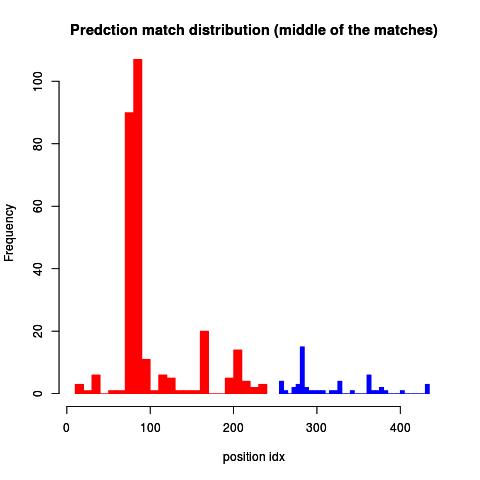 Predction match distribution (middle of the matches)
Frequency
100
80
60
40
20
0
0 100 200 300 400
position idx